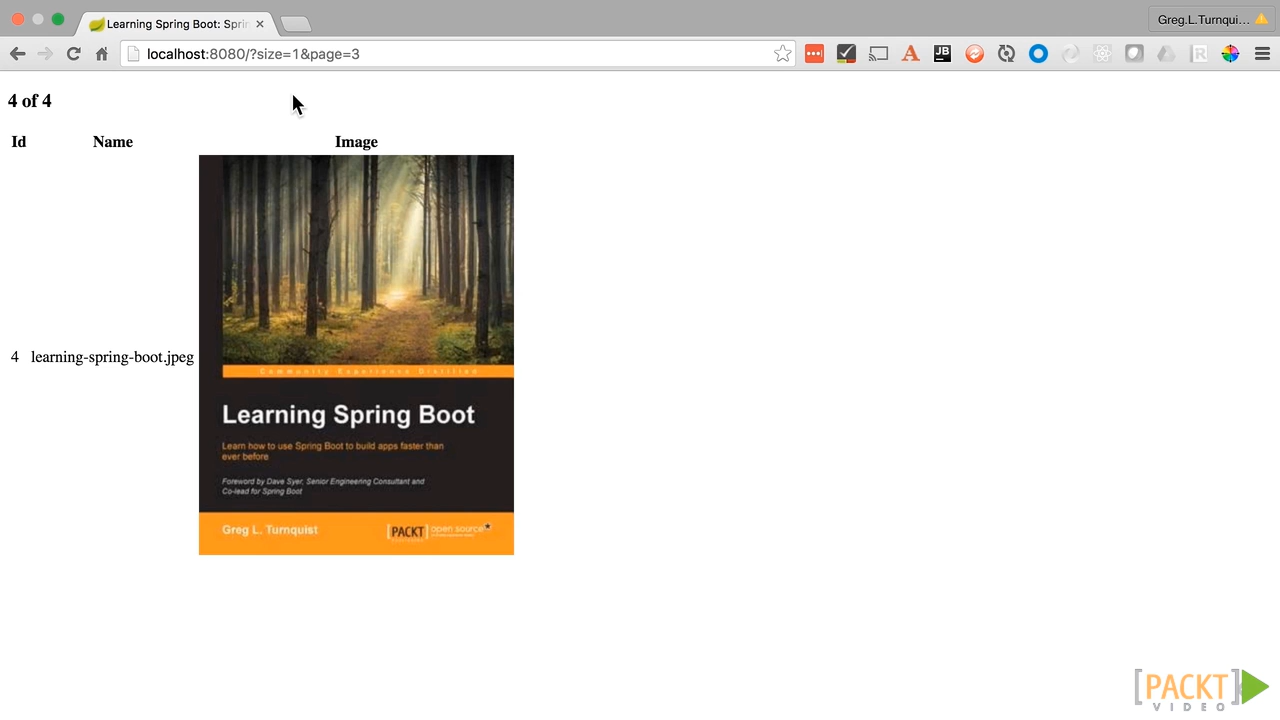 Learning Spring Boot: Sprin
Greg.L.Turnqui...
localhost:8080/?size=1&page=3
A
JB
R
4 of 4
Id Name Image
4 learning-spring-boot.jpeg
Community Experience Distilled
Learning Spring Boot
Learn how to use Spring Boot to build apps faster than
ever before
Foreword by Dave Syer, Senior Engineering Consultant and
Co-lead for Spring Boot
Greg L. Turnquist
[PACKT] open source*
[PACKT]
VIDEO